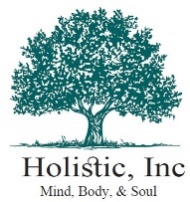 Holistic, Inc
Mind, Body, & Soul